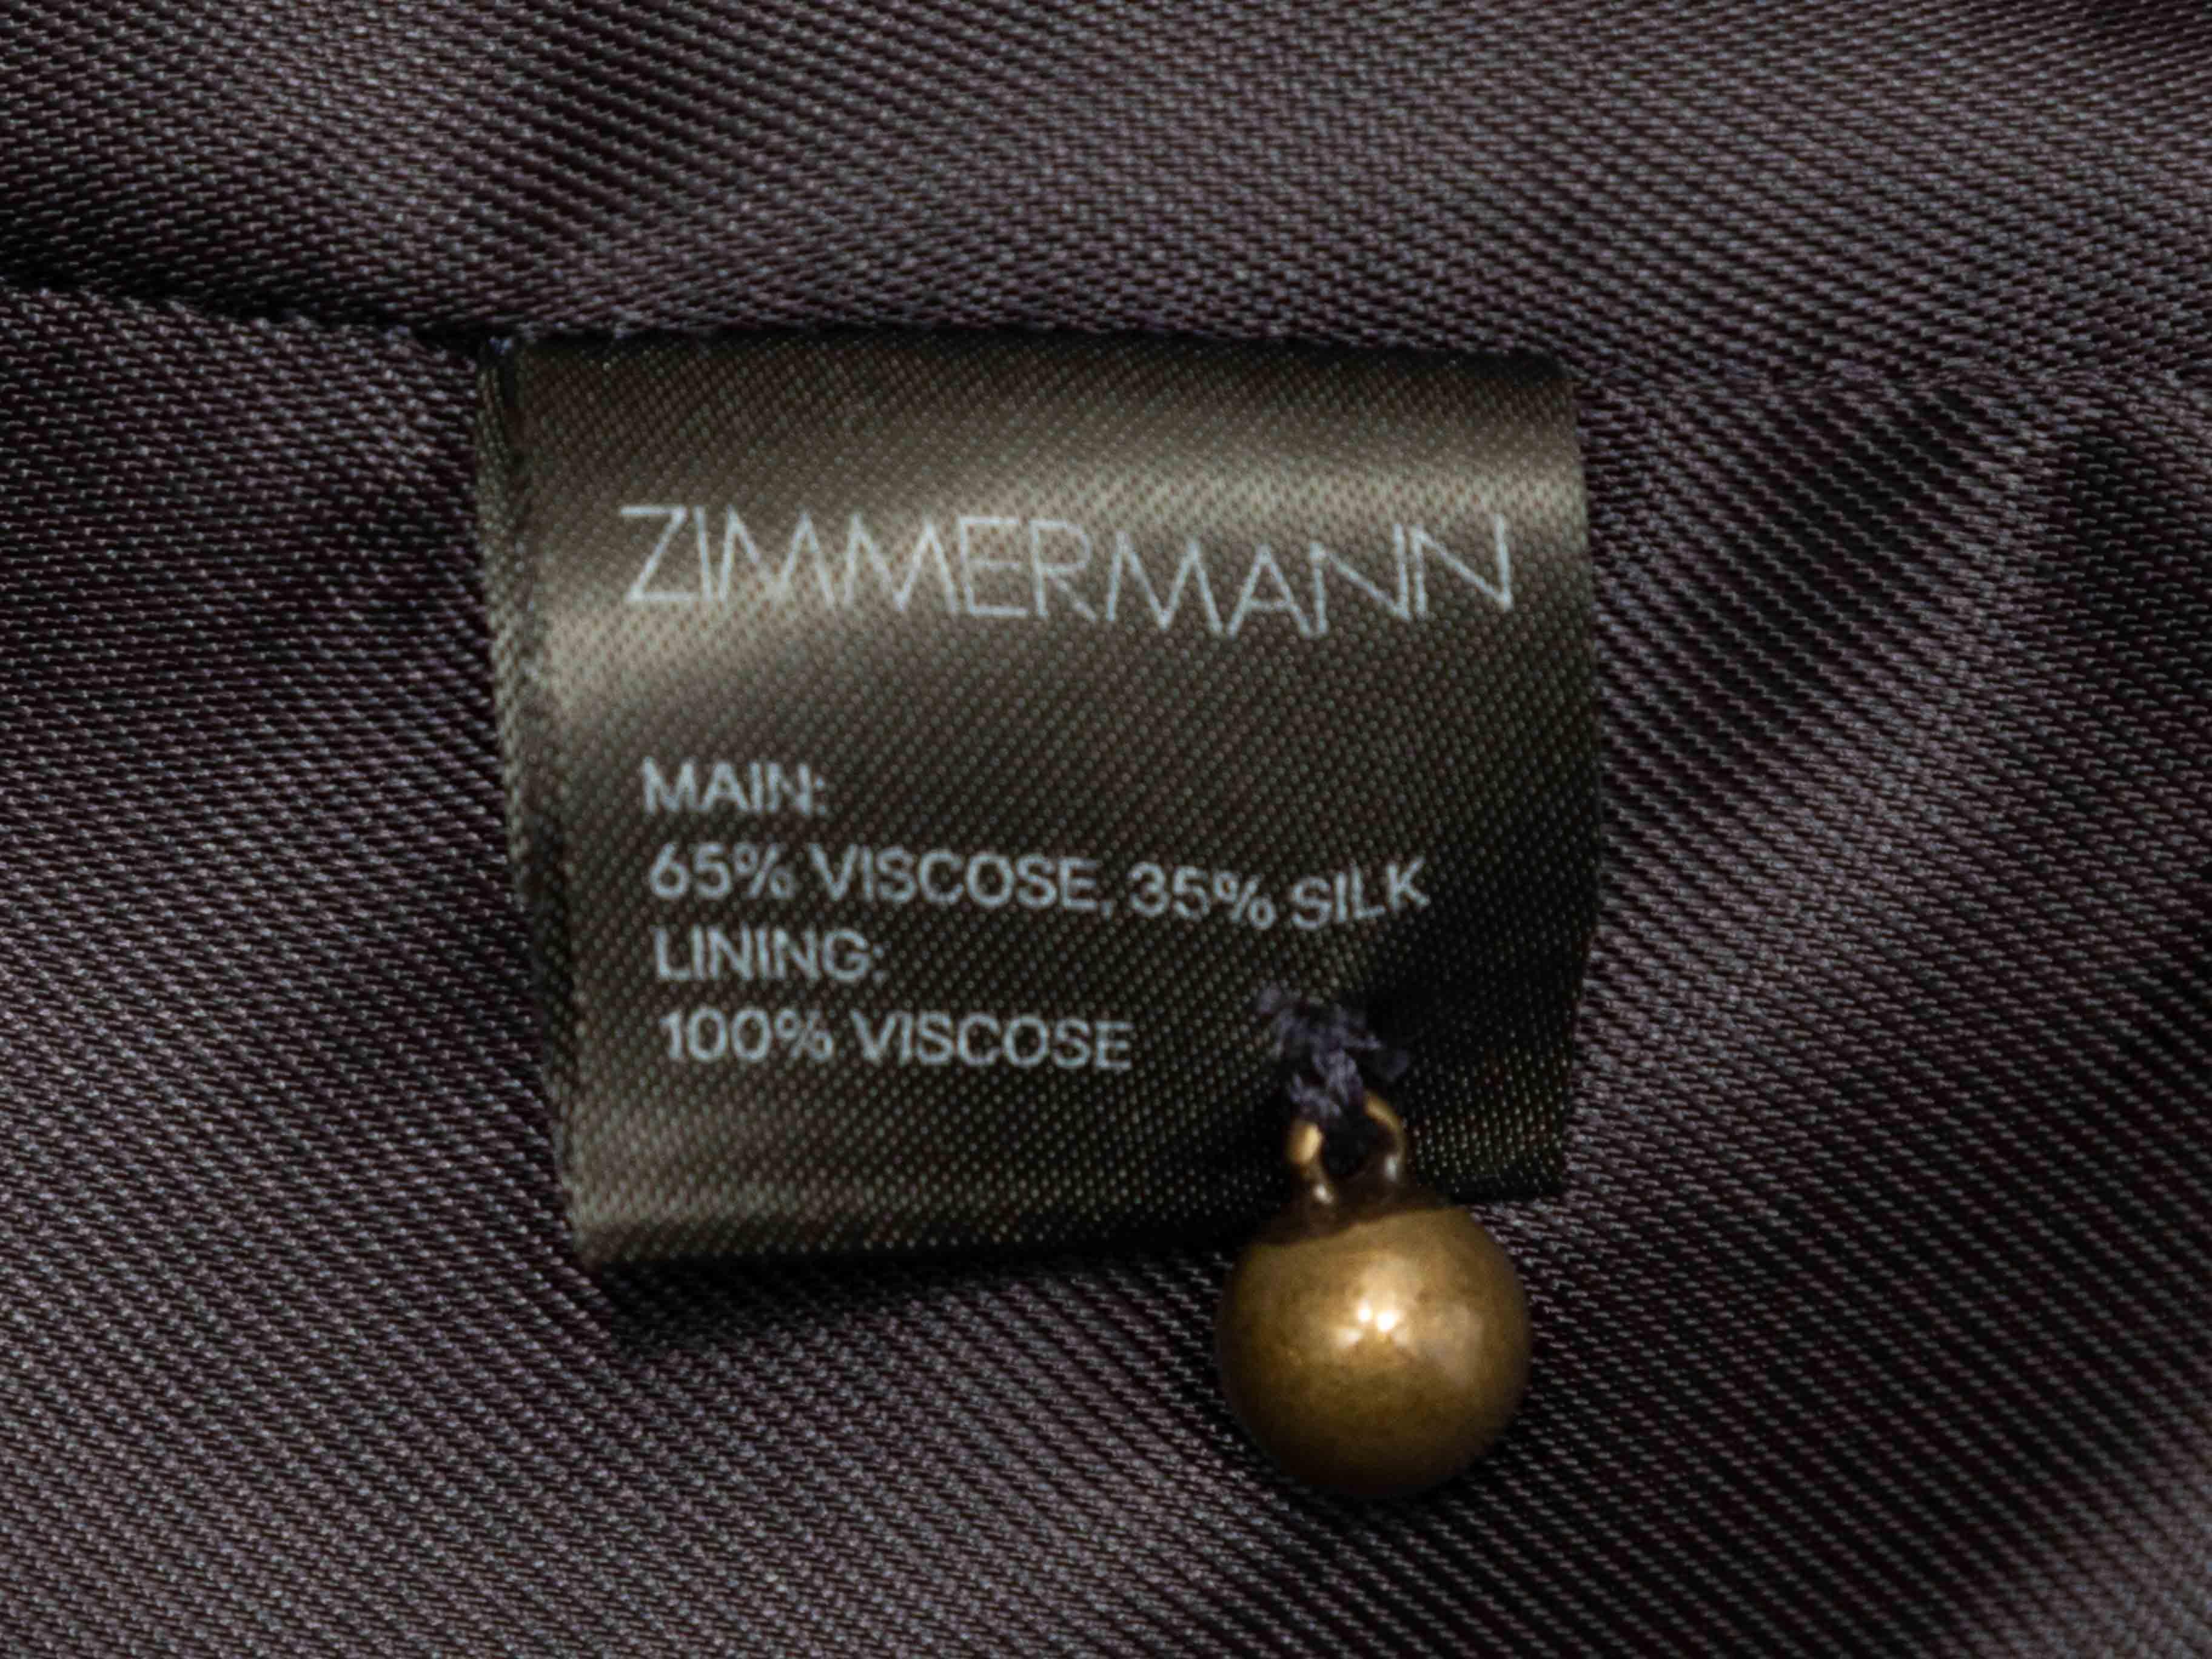 ZIMMERMANN
MAIN:
65% VISCOSE, 35% SILK
LINING:
100% VISCOSE